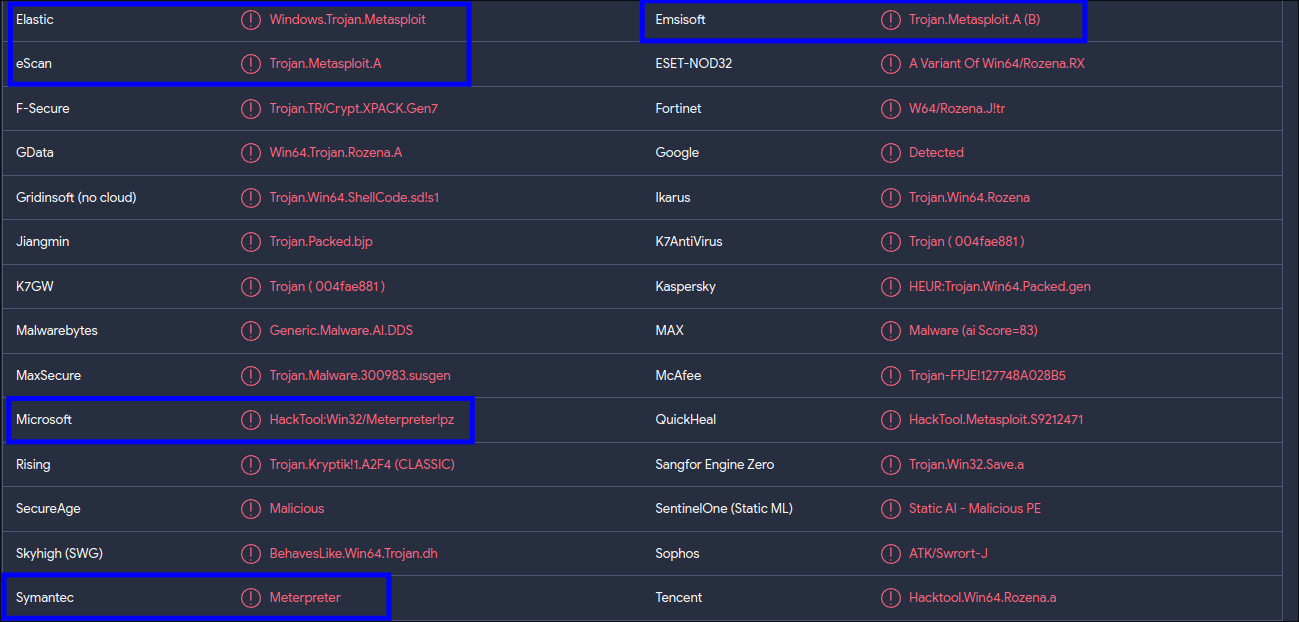 Elastic Windows.Trojan.Metasploit Emsisoft Trojan.Metasploit.A (B)
eScan Trojan.Metasploit.A ESET-NOD32 A Variant Of Win64/Rozena.RX
F-Secure Trojan.TR/Crypt.XPACK.Gen7 Fortinet W64/Rozena.J!tr
GData Win64.Trojan.Rozena.A Google Detected
Gridinsoft (no cloud) Trojan.Win64.ShellCode.sd!s1 Ikarus Trojan.Win64.Rozena
Jiangmin Trojan.Packed.bjp K7AntiVirus Trojan ( 004fae881 )
K7GW Trojan ( 004fae881 ) Kaspersky HEUR:Trojan.Win64.Packed.gen
Malwarebytes Generic.Malware.AI.DDS MAX Malware (ai Score=83)
MaxSecure Trojan.Malware.300983.susgen McAfee Trojan-FPJE!127748A028B5
Microsoft HackTool:Win32/Meterpreter!pz QuickHeal HackTool.Metasploit.S9212471
Rising Trojan.Kryptik!1.A2F4 (CLASSIC) Sangfor Engine Zero Trojan.Win32.Save.a
SecureAge Malicious SentinelOne (Static ML) Static AI - Malicious PE
Skyhigh (SWG) BehavesLike.Win64.Trojan.dh Sophos ATK/Swrort-J
Symantec Meterpreter Tencent Hacktool.Win64.Rozena.a